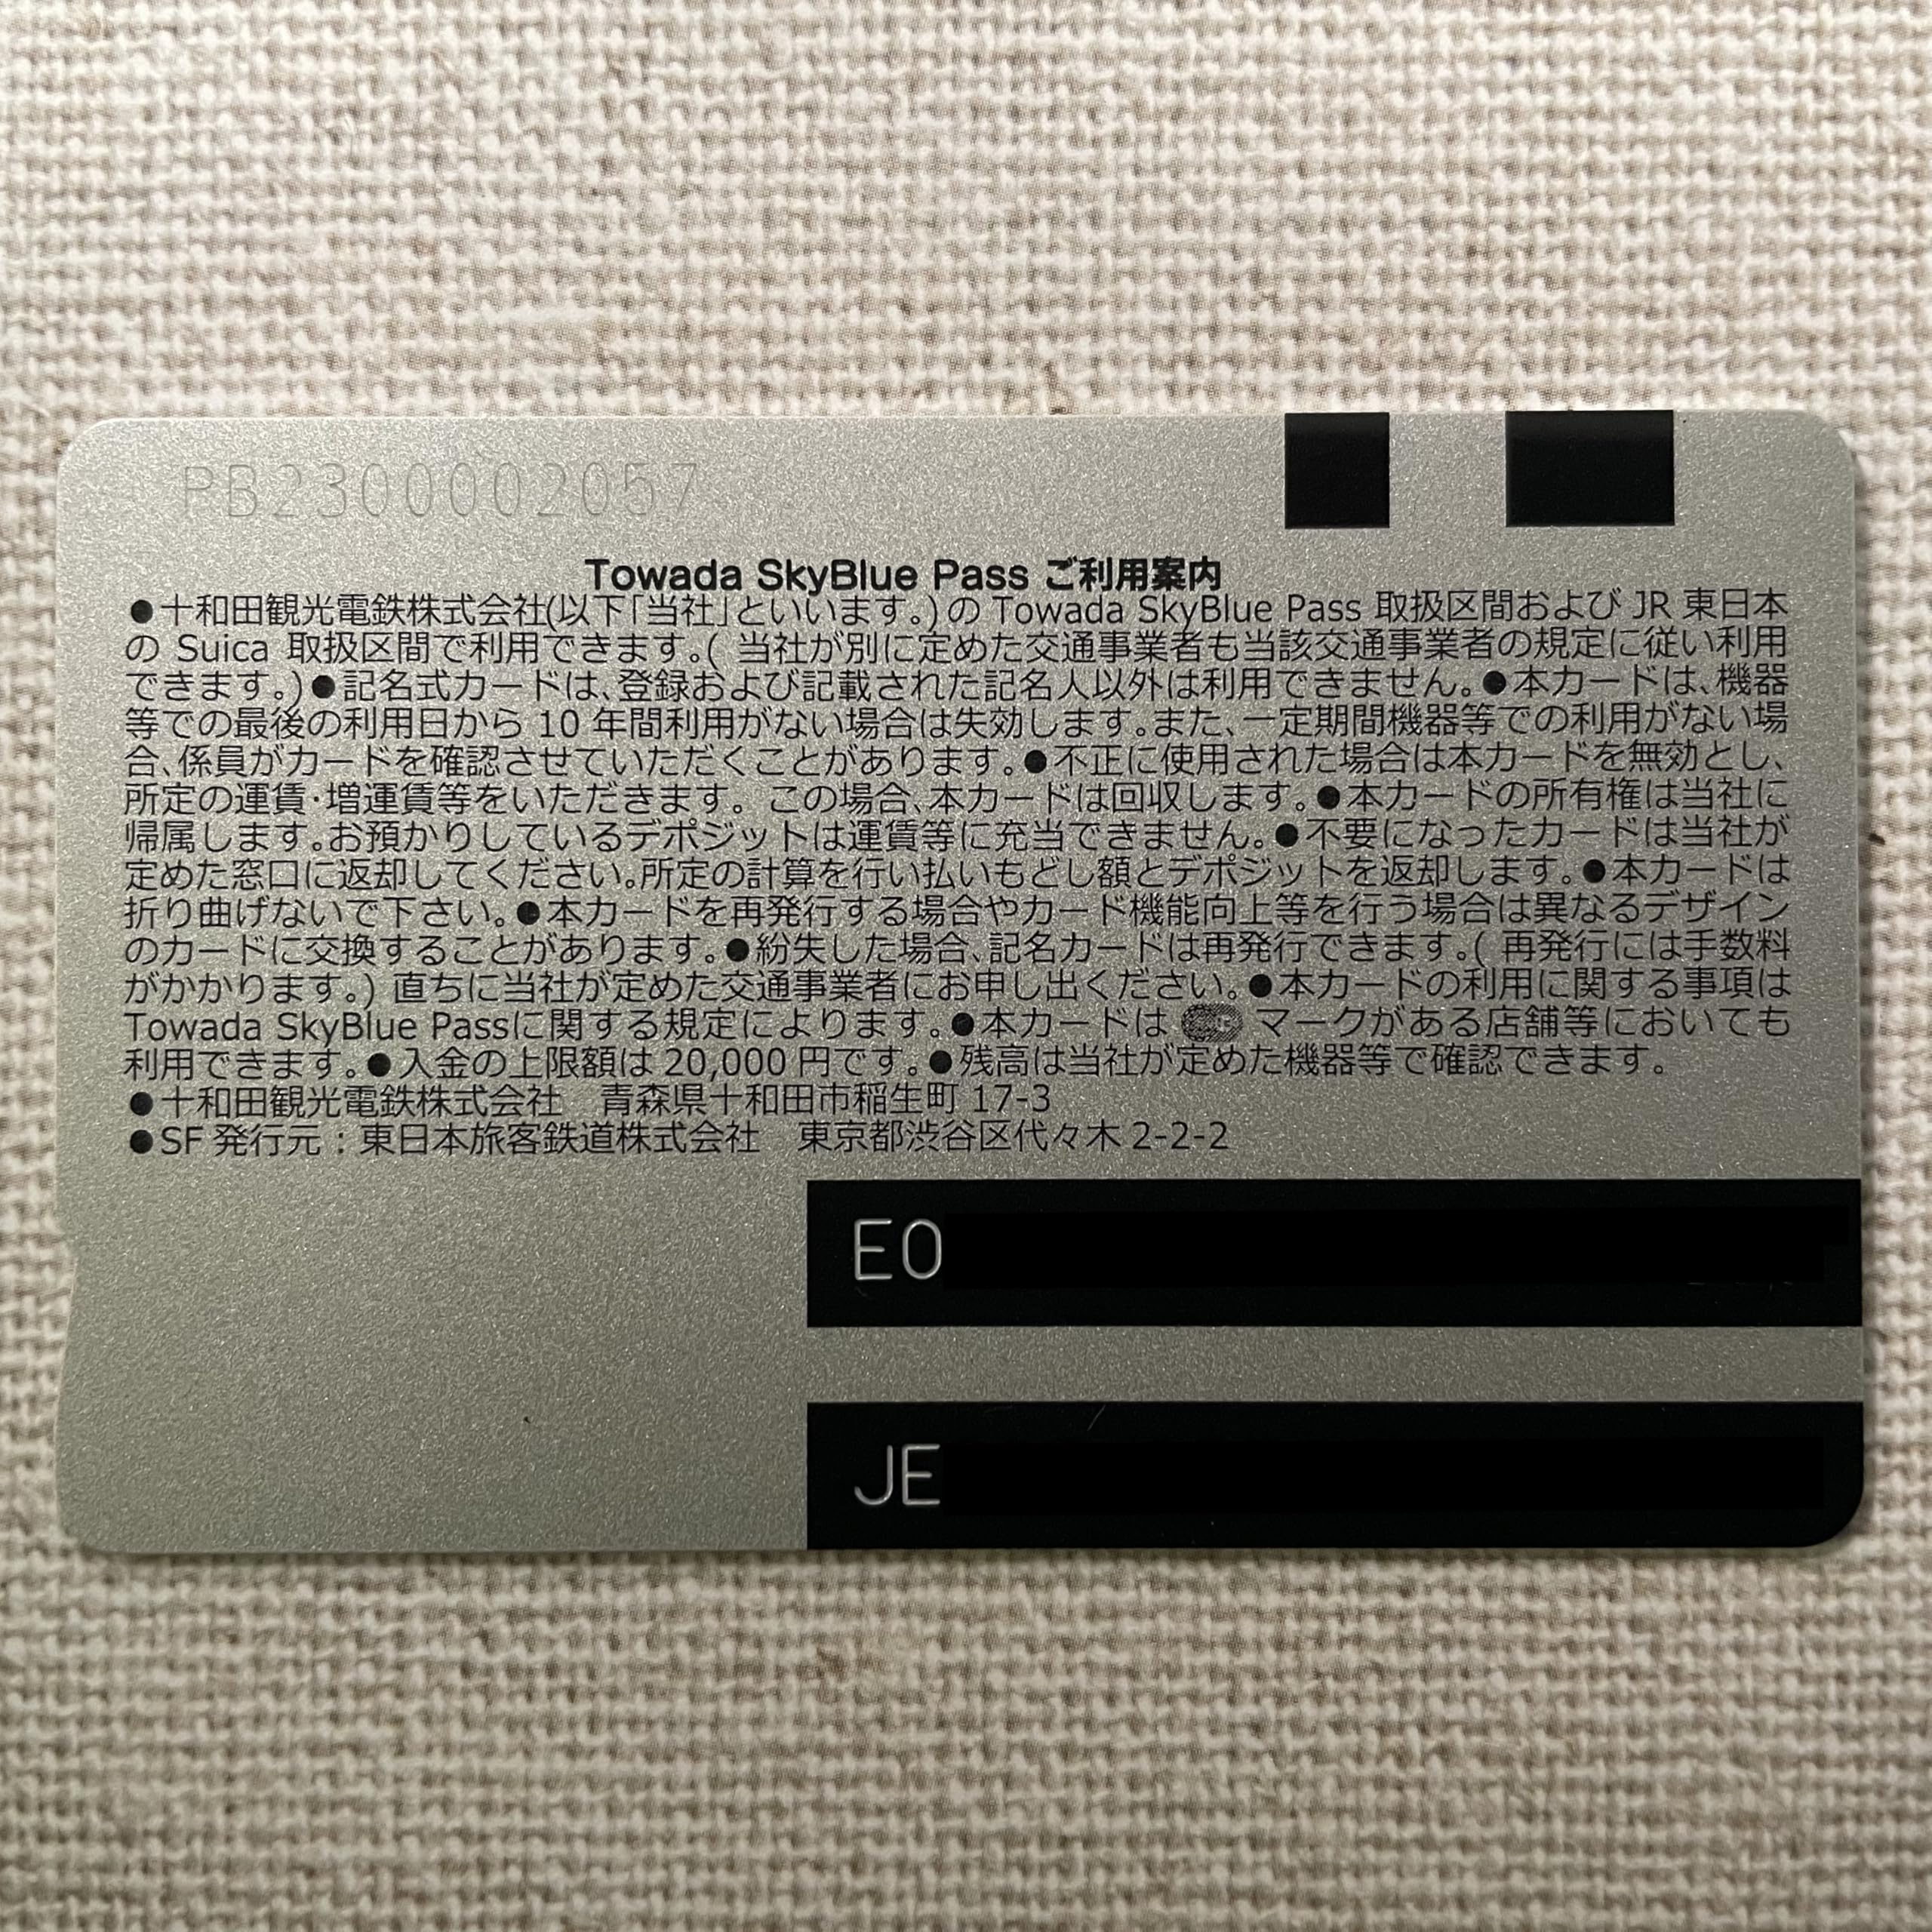 PB2300002057
Towada SkyBlue Pass ご利用案内
●十和田観光電鉄株式会社(以下｢当社｣といいます｡)の Towada SkyBlue Pass 取扱区間および JR 東日本
の Suica 取扱区間で利用できます｡( 当社が別に定めた交通事業者も当該交通事業者の規定に従い利用
できます｡)●記名式カードは､登録および記載された記名人以外は利用できません｡●本カードは､機器
等での最後の利用日から 10 年間利用がない場合は失効します｡また､一定期間機器等での利用がない場
合､係員がカードを確認させていただくことがあります｡●不正に使用された場合は本カードを無効とし､
所定の運賃･増運賃等をいただきます｡ この場合､本カードは回収します｡●本カードの所有権は当社に
帰属します｡お預かりしているデポジットは運賃等に充当できません｡●不要になったカードは当社が
定めた窓口に返却してください｡所定の計算を行い払いもどし額とデポジットを返却します｡●本カードは
折り曲げないで下さい｡●本カードを再発行する場合やカード機能向上等を行う場合は異なるデザイン
のカードに交換することがあります｡●紛失した場合､記名カードは再発行できます｡( 再発行には手数料
がかかります｡) 直ちに当社が定めた交通事業者にお申し出ください｡●本カードの利用に関する事項は
Towada SkyBlue Passに関する規定によります｡●本カードは マークがある店舗等においても
利用できます｡●入金の上限額は 20,000 円です｡●残高は当社が定めた機器等で確認できます｡
●十和田観光電鉄株式会社　青森県十和田市稲生町 17-3
●SF 発行元：東日本旅客鉄道株式会社　東京都渋谷区代々木 2-2-2
E0
JE